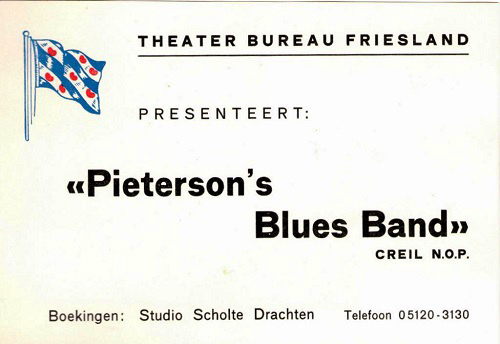 THEATER BUREAU FRIESLAND
PRESENTEERT:
«Pieterson's
Blues Band»
CREIL N.O.P.
Boekingen: Studio Scholte Drachten Telefoon 05120-3130